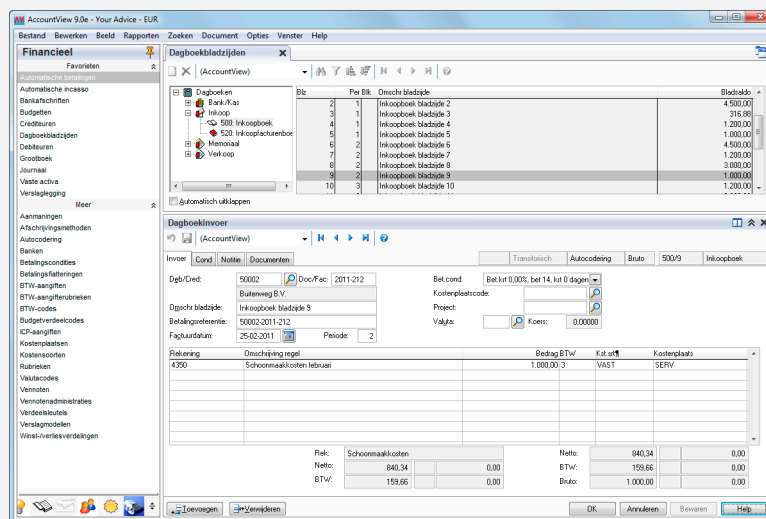 AccountView 9.0e - Your Advice - EUR
Bestand Bewerken Beeld Rapporten Zoeken Document Opties Venster Help
Financieel
Favorieten
Automatische betalingen
Automatische incasso
Bankafschriften
Budgetten
Crediteuren
Dagboekbladzijden
Debiteuren
Grootboek
Journaal
Vaste activa
Verslaglegging
Meer
Aanmaningen
Afschrijvingsmethoden
Autocodering
Banken
Betalingscondities
Betalingsfiatteringen
BTW-aangiften
BTW-aangifterubrieken
BTW-codes
Budgetverdeelcodes
ICP-aangiften
Kostenplaatsen
Kostensoorten
Rubrieken
Valutacodes
Vennoten
Vennotenadministraties
Verdeelsleutels
Verslagmodellen
Winst-/verliesverdelingen
Dagboekbladzijden
(AccountView)
Dagboeken
Bank/Kas
Inkoop
500: Inkoopboek
520: Inkoopfacturenboe
Memoriaal
Verkoop
Automatisch uitklappen
Blz Per Blk Omschr bladzijde Bladsaldo
2 1 Inkoopboek bladzijde 2 4.500,00
3 1 Inkoopboek bladzijde 3 316,88
4 1 Inkoopboek bladzijde 4 1.200,00
5 1 Inkoopboek bladzijde 5 1.000,00
6 2 Inkoopboek bladzijde 6 4.500,00
7 2 Inkoopboek bladzijde 7 1.200,00
8 2 Inkoopboek bladzijde 8 3.000,00
9 2 Inkoopboek bladzijde 9 1.000,00
10 3 Inkoopboek bladzijde 10 1.200,00
Dagboekinvoer
(AccountView)
Invoer Cond Notitie Documenten Transitorisch Autocodering Bruto 500/9 Inkoopboek
Deb/Cred: 50002 Doc/Fac: 2011-212 Bet.cond: Bet.krt 0,00%, bet 14, krt 0 dagen
Buitenweg B.V. Kostenplaatscode:
Omschr bladzijde: Inkoopboek bladzijde 9 Project:
Betalingsreferentie: 50002-2011-212 Valuta: Koers: 0,00000
Factuurdatum: 25-02-2011 Periode: 2
Rekening Omschrijving regel Bedrag BTW Kst.srt¶ Kostenplaats
4350 Schoonmaakkosten februari 1.000,00 3 VAST SERV
Rek: Schoonmaakkosten Netto: 840,34 0,00
Netto: 840,34 0,00 BTW: 159,66 0,00
BTW: 159,66 0,00 Bruto: 1.000,00 0,00
Toevoegen Verwijderen OK Annuleren Bewaren Help